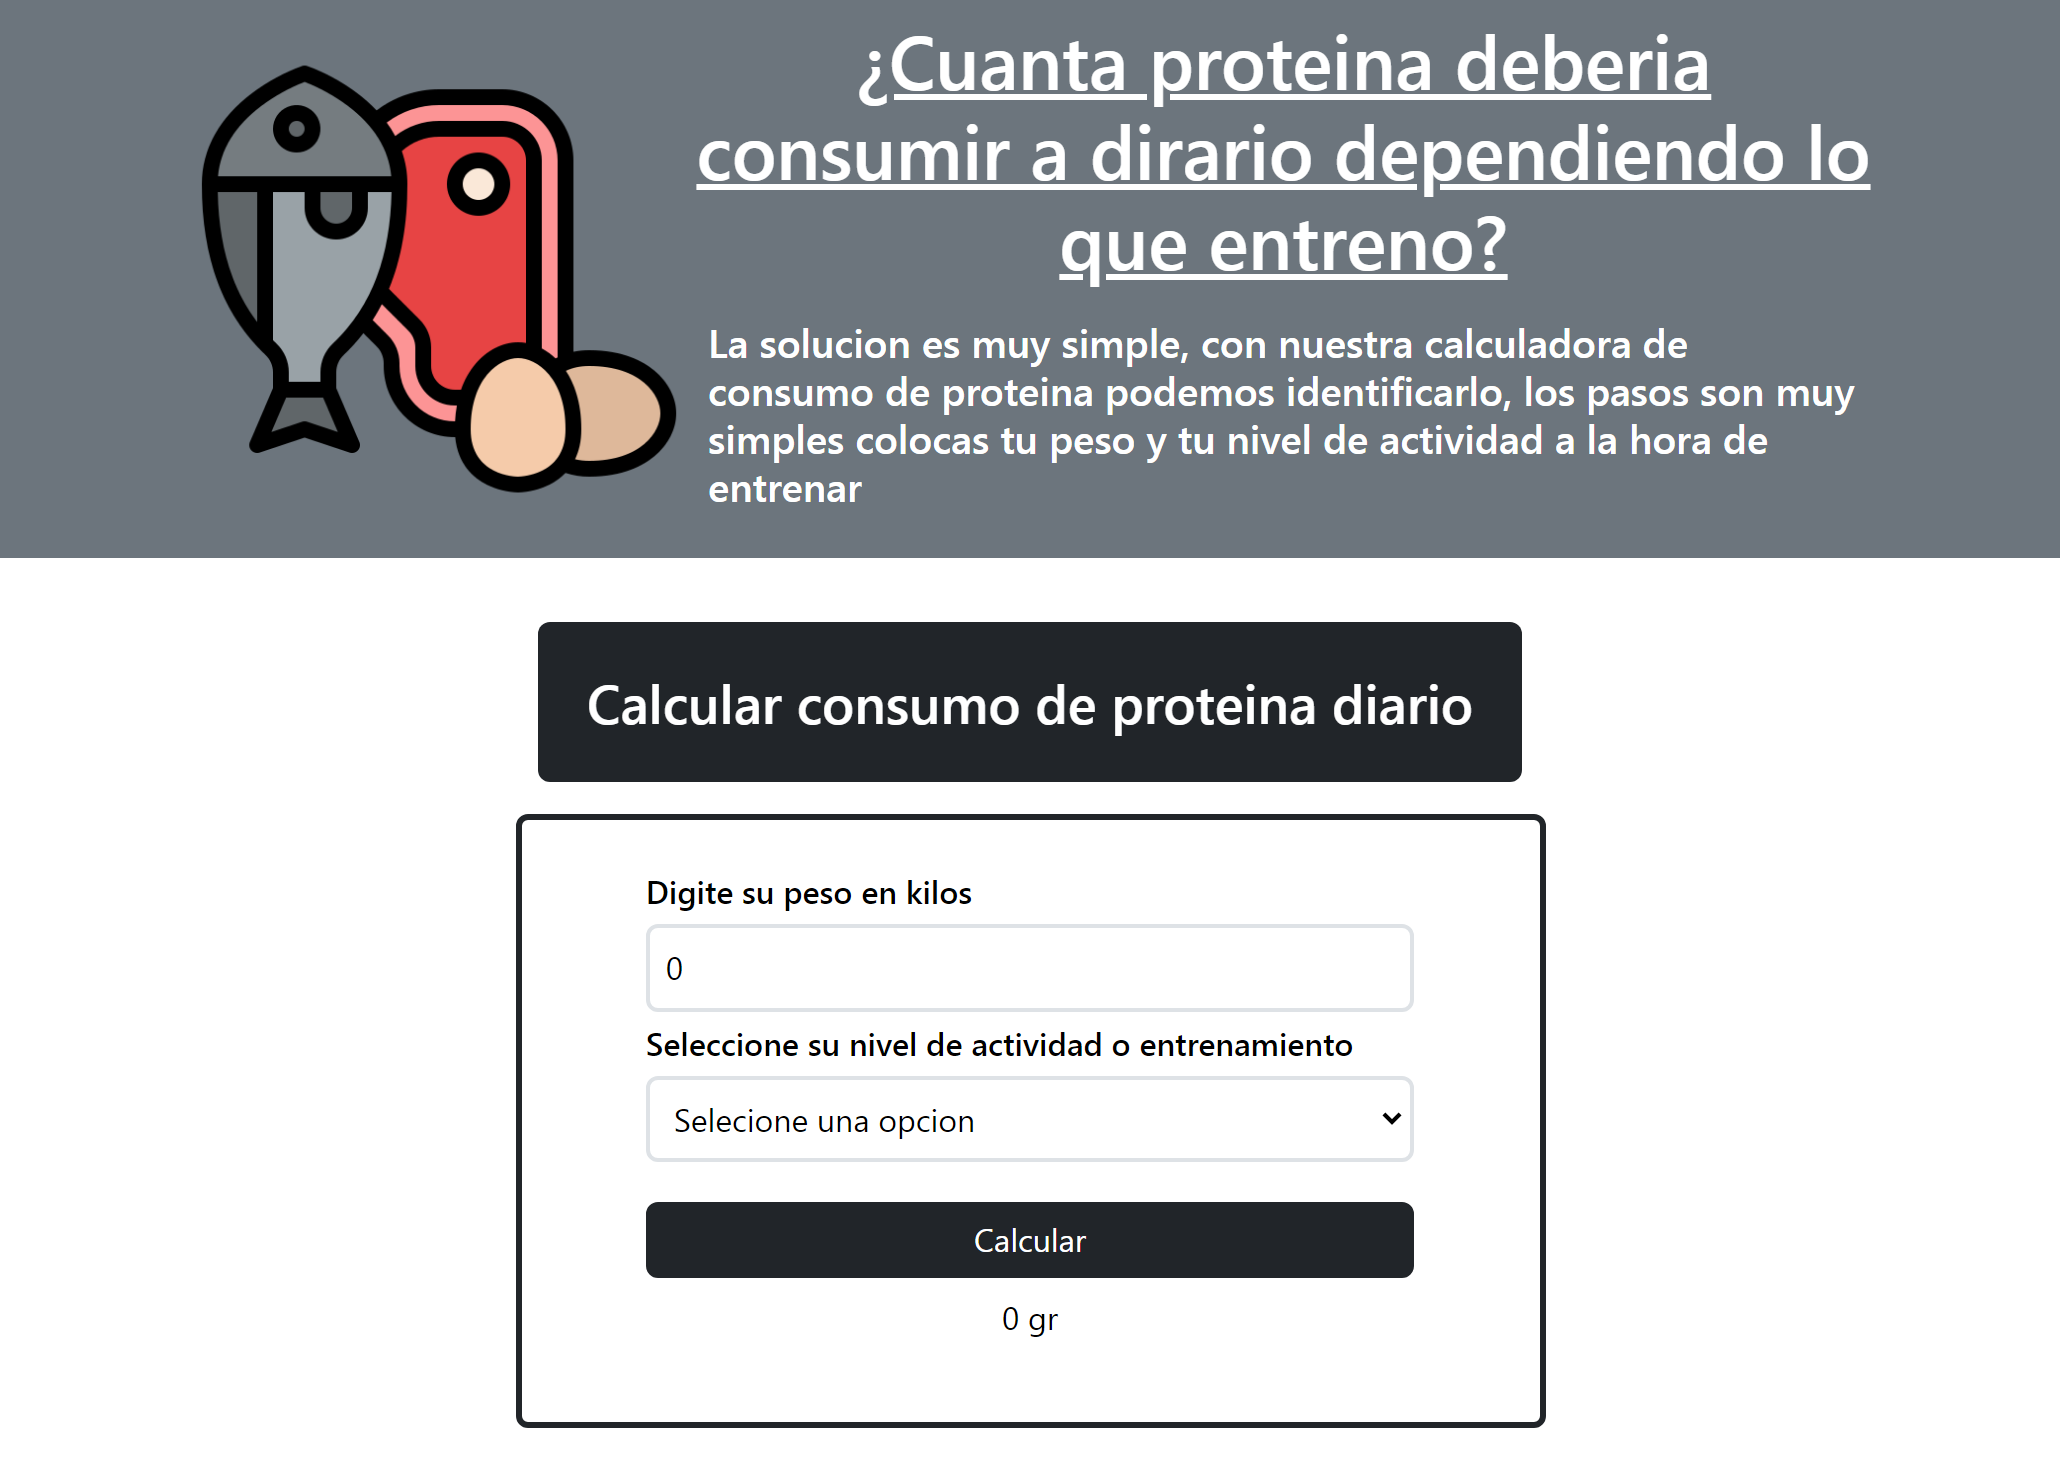 ¿Cuanta proteina deberia
consumir a dirario dependiendo lo
que entreno?
La solucion es muy simple, con nuestra calculadora de
consumo de proteina podemos identificarlo, los pasos son muy
simples colocas tu peso y tu nivel de actividad a la hora de
entrenar
Calcular consumo de proteina diario
Digite su peso en kilos
0
Seleccione su nivel de actividad o entrenamiento
Selecione una opcion
Calcular
0 gr